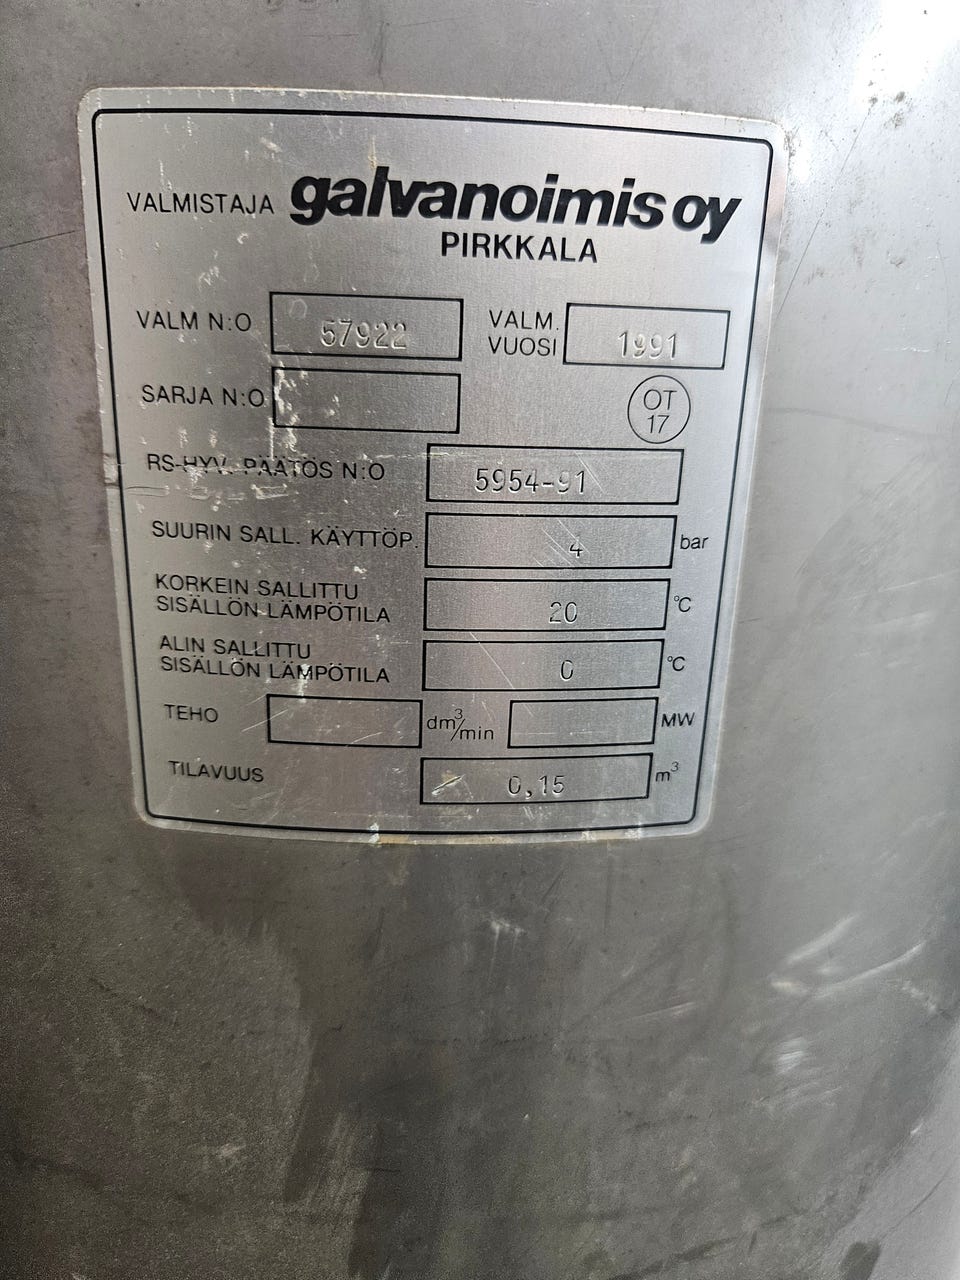 VALMISTAJA galvanoimis oy
PIRKKALA
VALM N:O 57922 VALM. VUOSI 1991
SARJA N:O
OT 17
RS-HYV. PÄÄTÖS N:O 5954-91
SUURIN SALL. KÄYTTÖP. 4 bar
KORKEIN SALLITTU
SISÄLLÖN LÄMPÖTILA 20 °C
ALIN SALLITTU
SISÄLLÖN LÄMPÖTILA 0 °C
TEHO dm³/min MW
TILAVUUS 0,15 m³